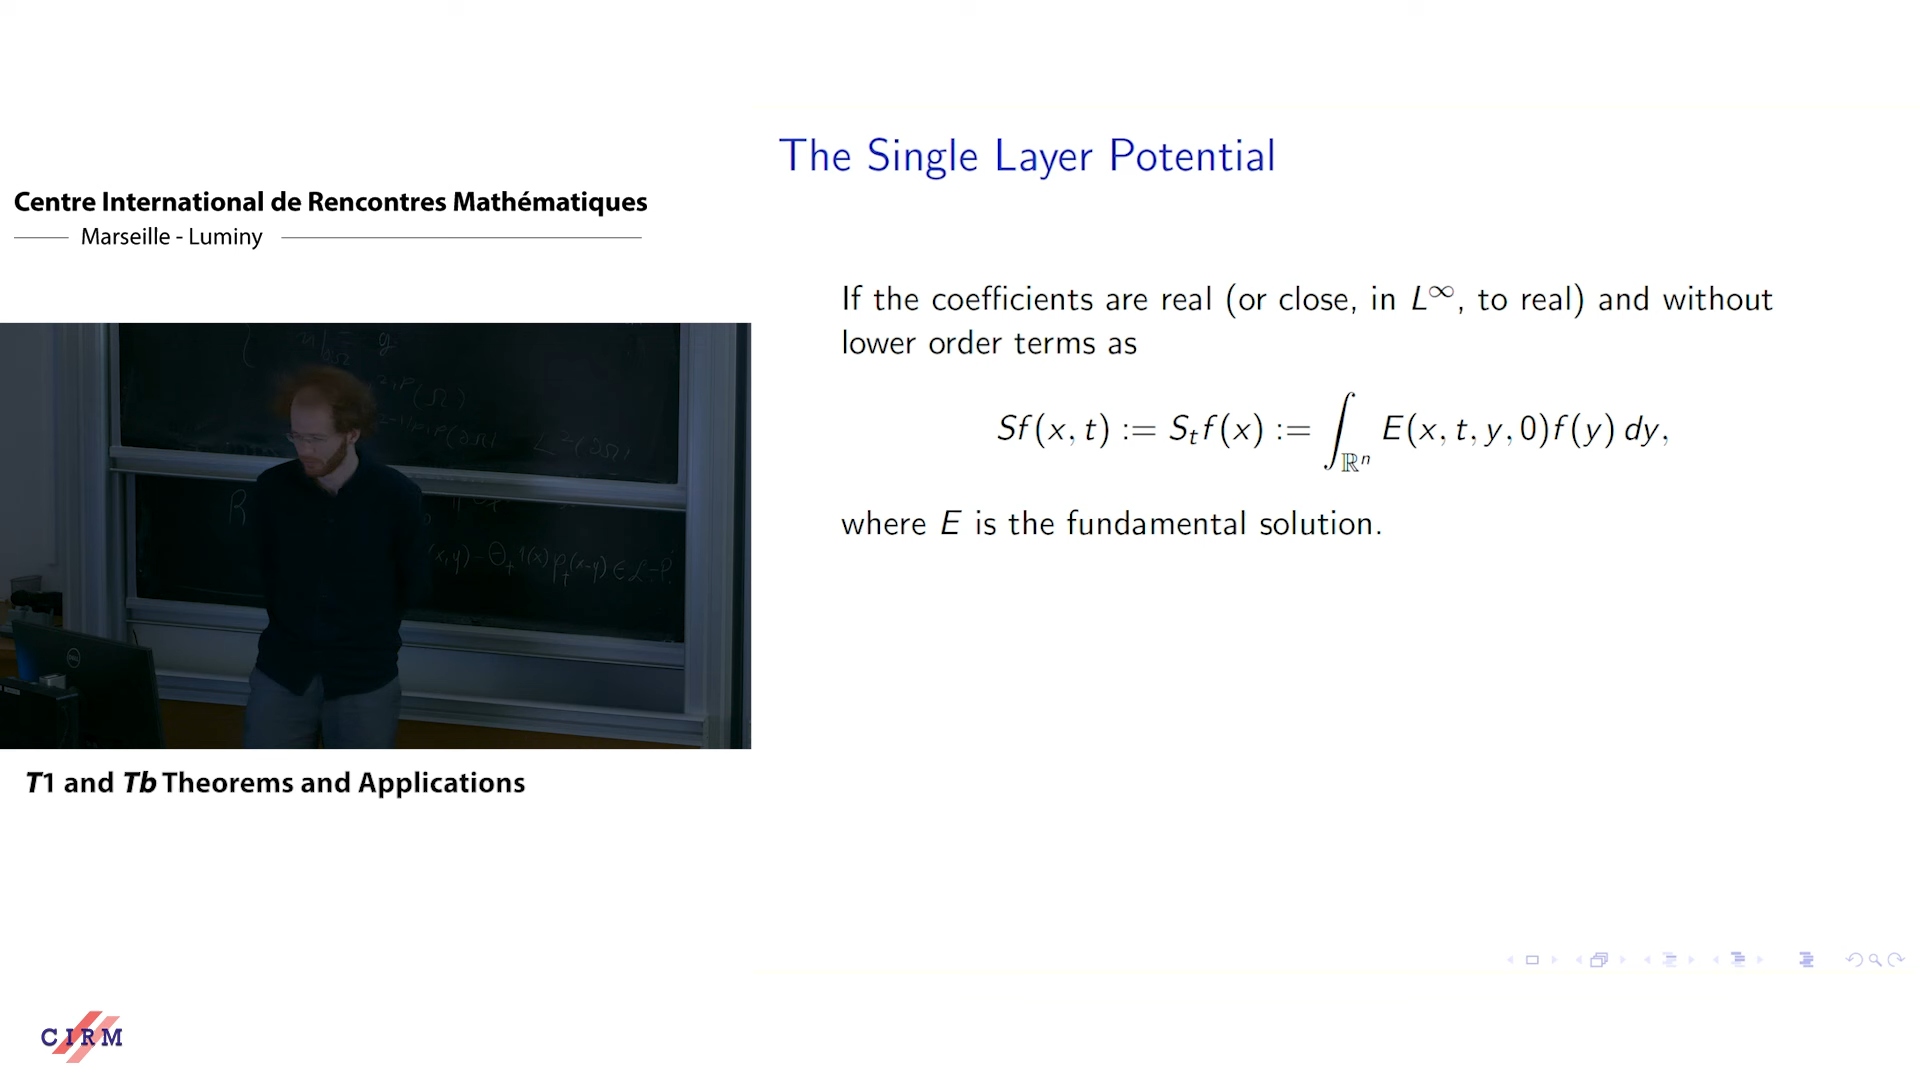 The Single Layer Potential
Centre International de Rencontres Mathématiques
Marseille - Luminy
If the coefficients are real (or close, in L^∞, to real) and without
lower order terms as
Sf(x, t) := S_t f(x) := ∫_{ℝ^n} E(x, t, y, 0)f(y) dy,
where E is the fundamental solution.
T1 and Tb Theorems and Applications
CIRM